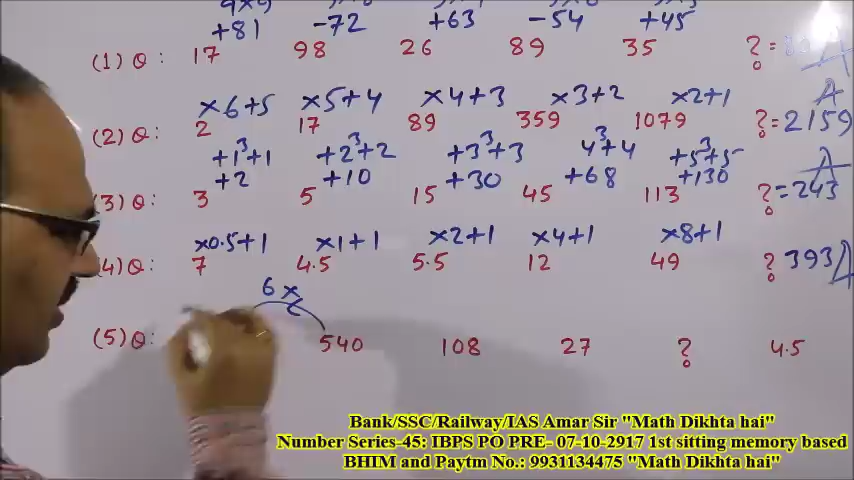 +81 -72 +63 -54 +45
(1) Q: 17 98 26 89 35 ? =
×6+5 ×5+4 ×4+3 ×3+2 ×2+1
(2) Q: 2 17 89 359 1079 ? = 2159
+1³+1 +2³+2 +3³+3 4³+4 +5³+5
+2 +10 +30 +68 +130
(3) Q: 3 5 15 45 113 ? = 243
×0.5+1 ×1+1 ×2+1 ×4+1 ×8+1
(4) Q: 7 4.5 5.5 12 49 ? 393
6 ×
(5) Q: 540 108 27 ? 4.5
Bank/SSC/Railway/IAS Amar Sir "Math Dikhta hai"
Number Series-45: IBPS PO PRE- 07-10-2917 1st sitting memory based
BHIM and Paytm No.: 9931134475 "Math Dikhta hai"